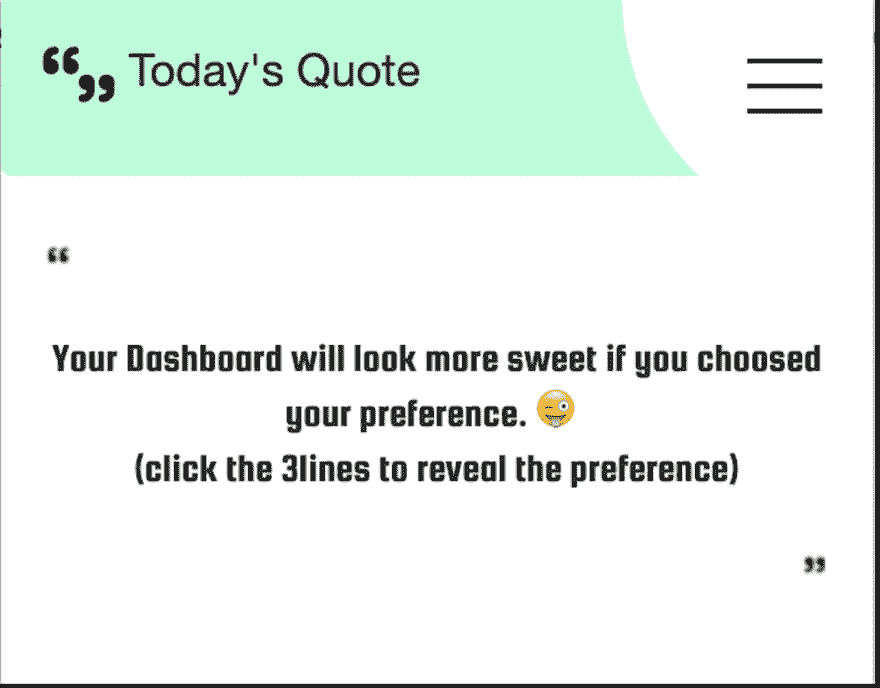 Today's Quote
“
Your Dashboard will look more sweet if you choosed
your preference. 😜
(click the 3lines to reveal the preference)
”